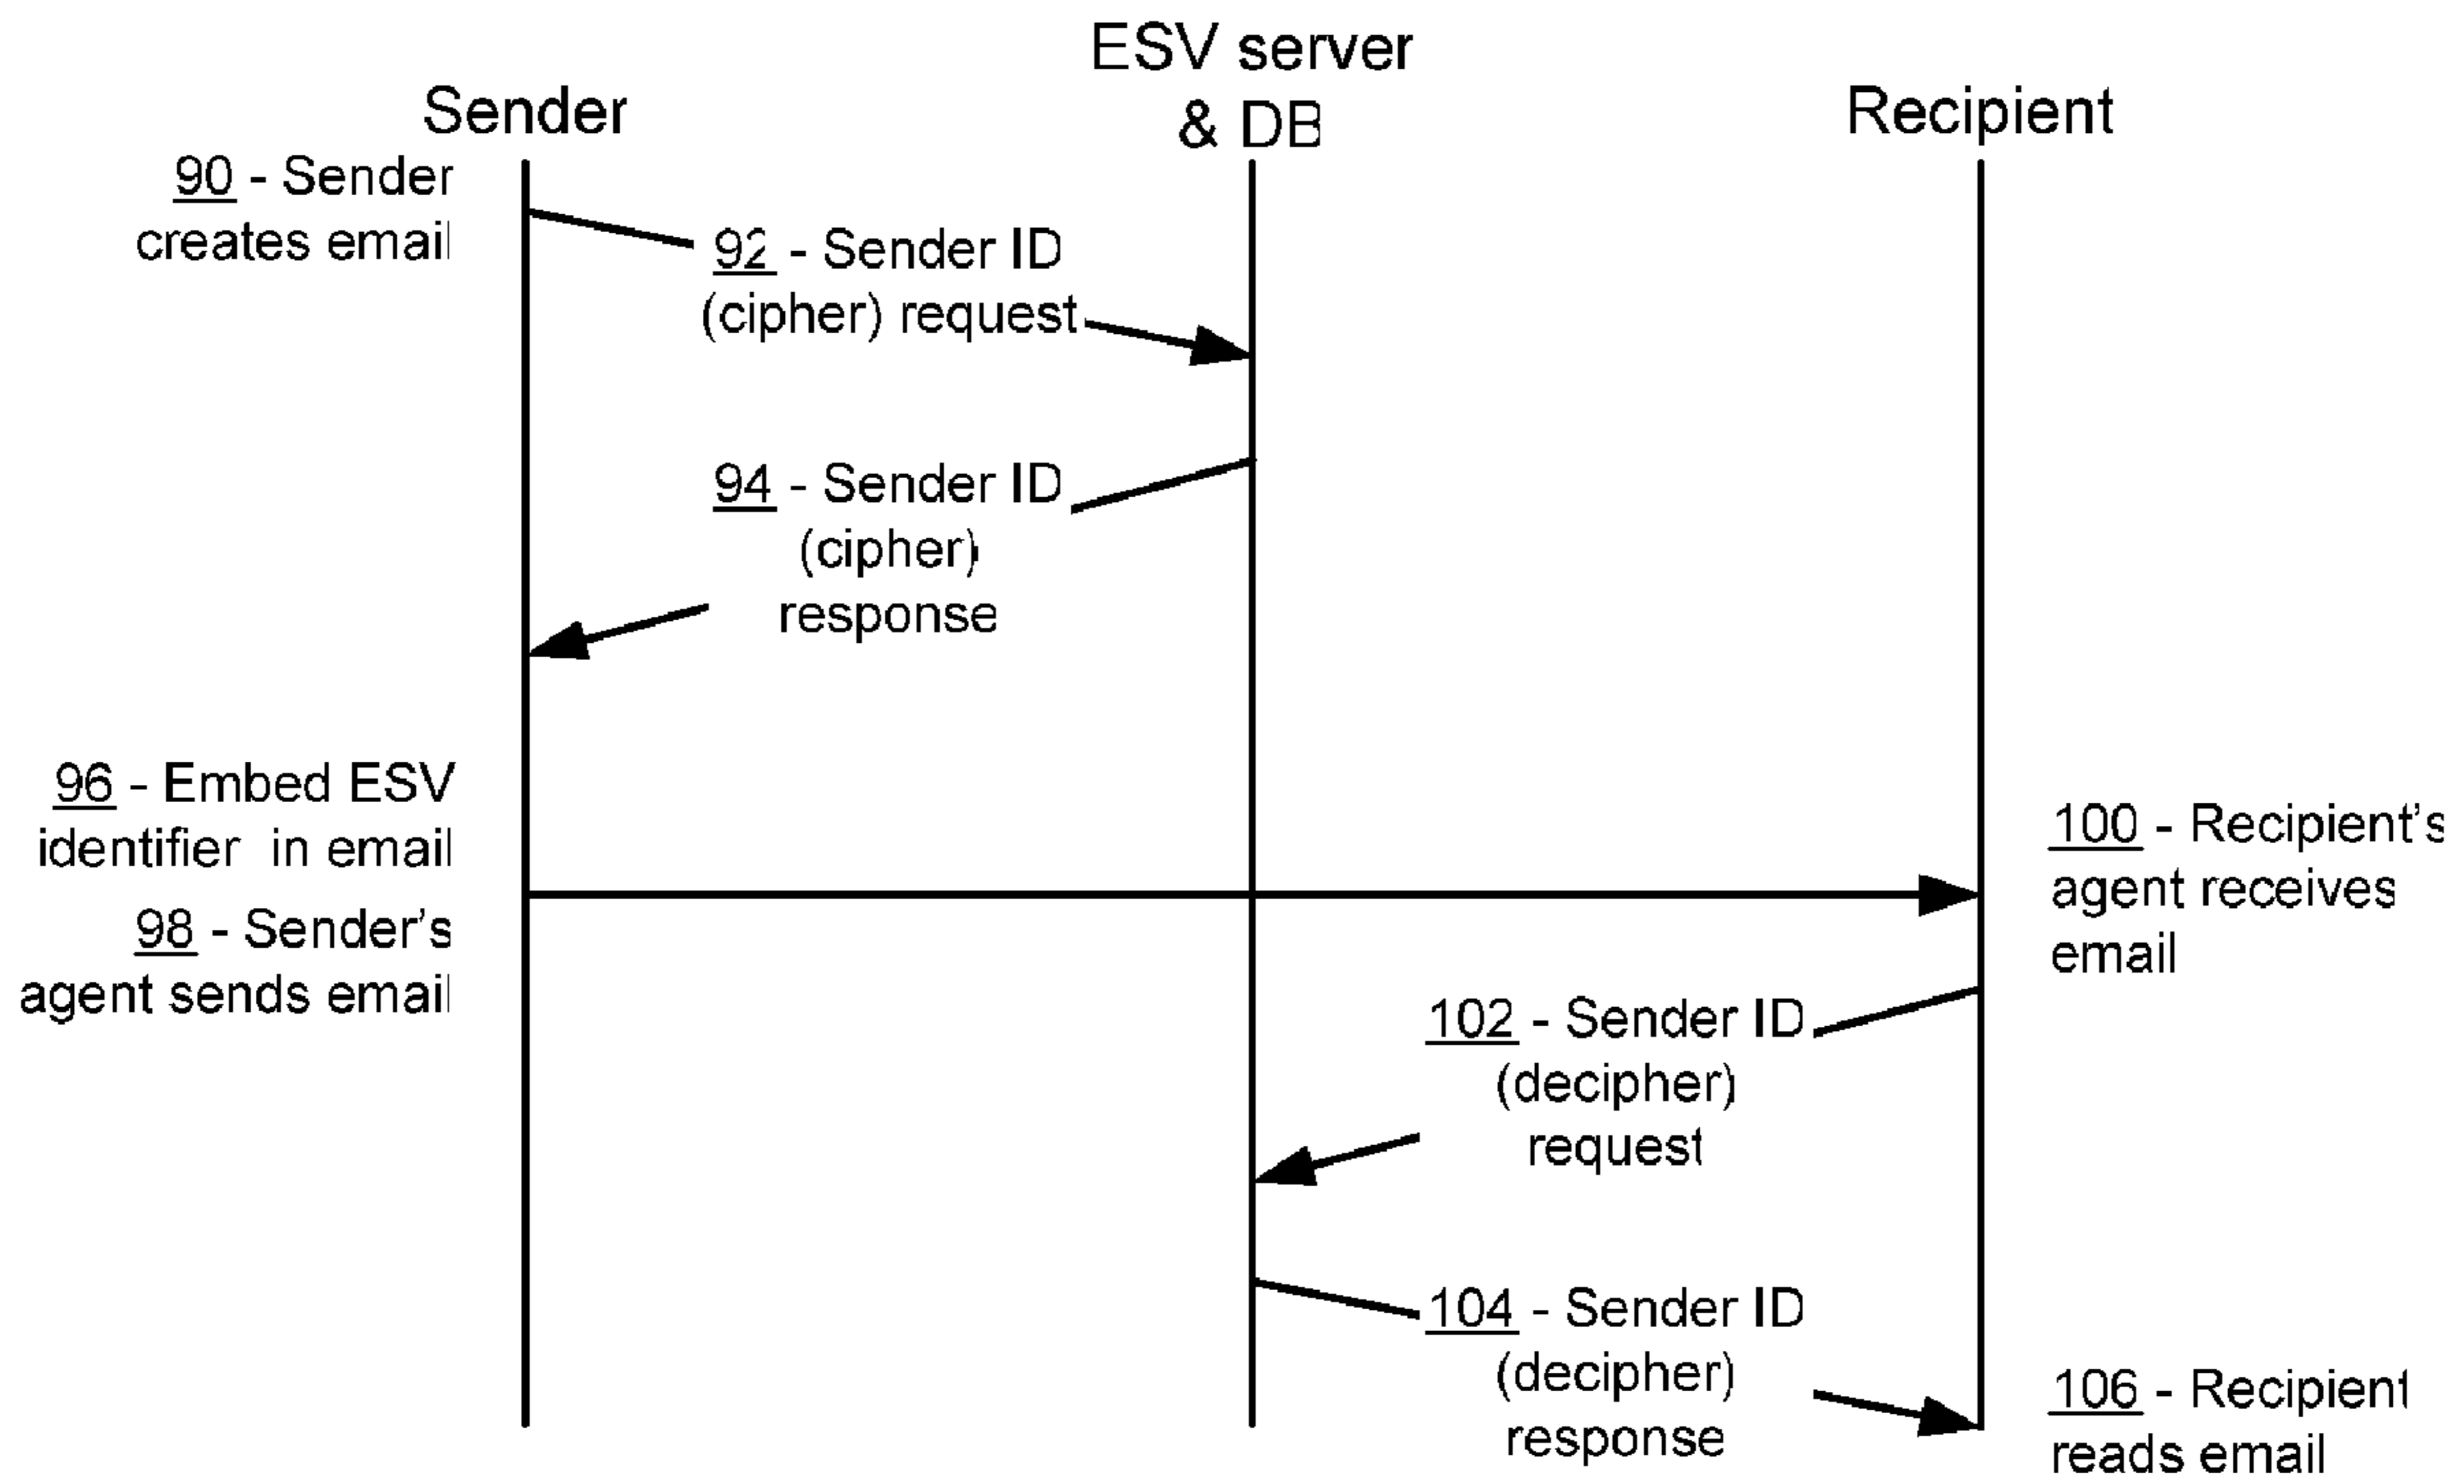 ESV server
& DB
Sender
Recipient
90 - Sender
creates email
92 - Sender ID
(cipher) request
94 - Sender ID
(cipher)
response
96 - Embed ESV
identifier in email
98 - Sender's
agent sends email
100 - Recipient's
agent receives
email
102 - Sender ID
(decipher)
request
104 - Sender ID
(decipher)
response
106 - Recipient
reads email